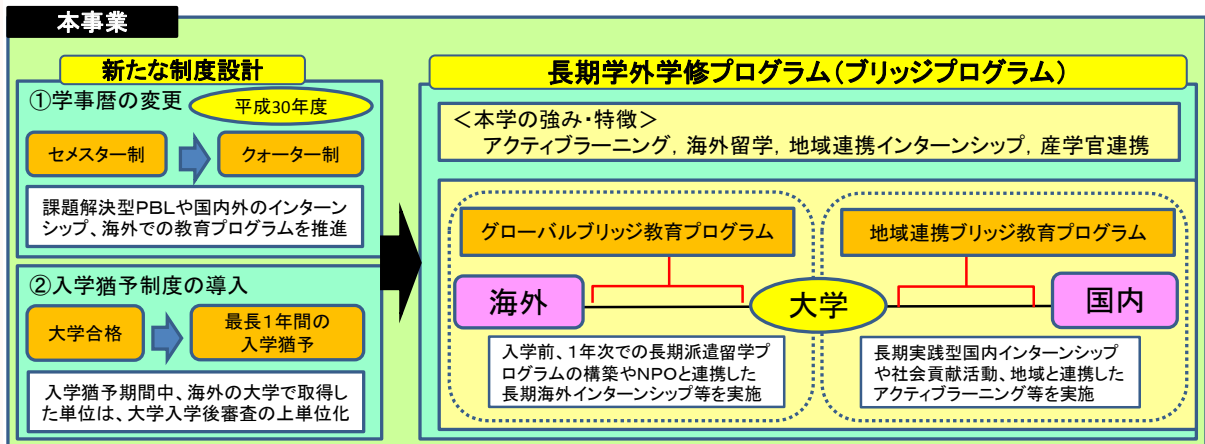 本事業
新たな制度設計
①学事暦の変更
平成30年度
セメスター制
クォーター制
課題解決型PBLや国内外のインターン
シップ、海外での教育プログラムを推進
②入学猶予制度の導入
大学合格
最長1年間の
入学猶予
入学猶予期間中、海外の大学で取得し
た単位は、大学入学後審査の上単位化
長期学外学修プログラム(ブリッジプログラム)
＜本学の強み・特徴＞
アクティブラーニング, 海外留学, 地域連携インターンシップ, 産学官連携
グローバルブリッジ教育プログラム
地域連携ブリッジ教育プログラム
海外
大学
国内
入学前、1年次での長期派遣留学プ
ログラムの構築やNPOと連携した
長期海外インターンシップ等を実施
長期実践型国内インターンシップ
や社会貢献活動、地域と連携した
アクティブラーニング等を実施